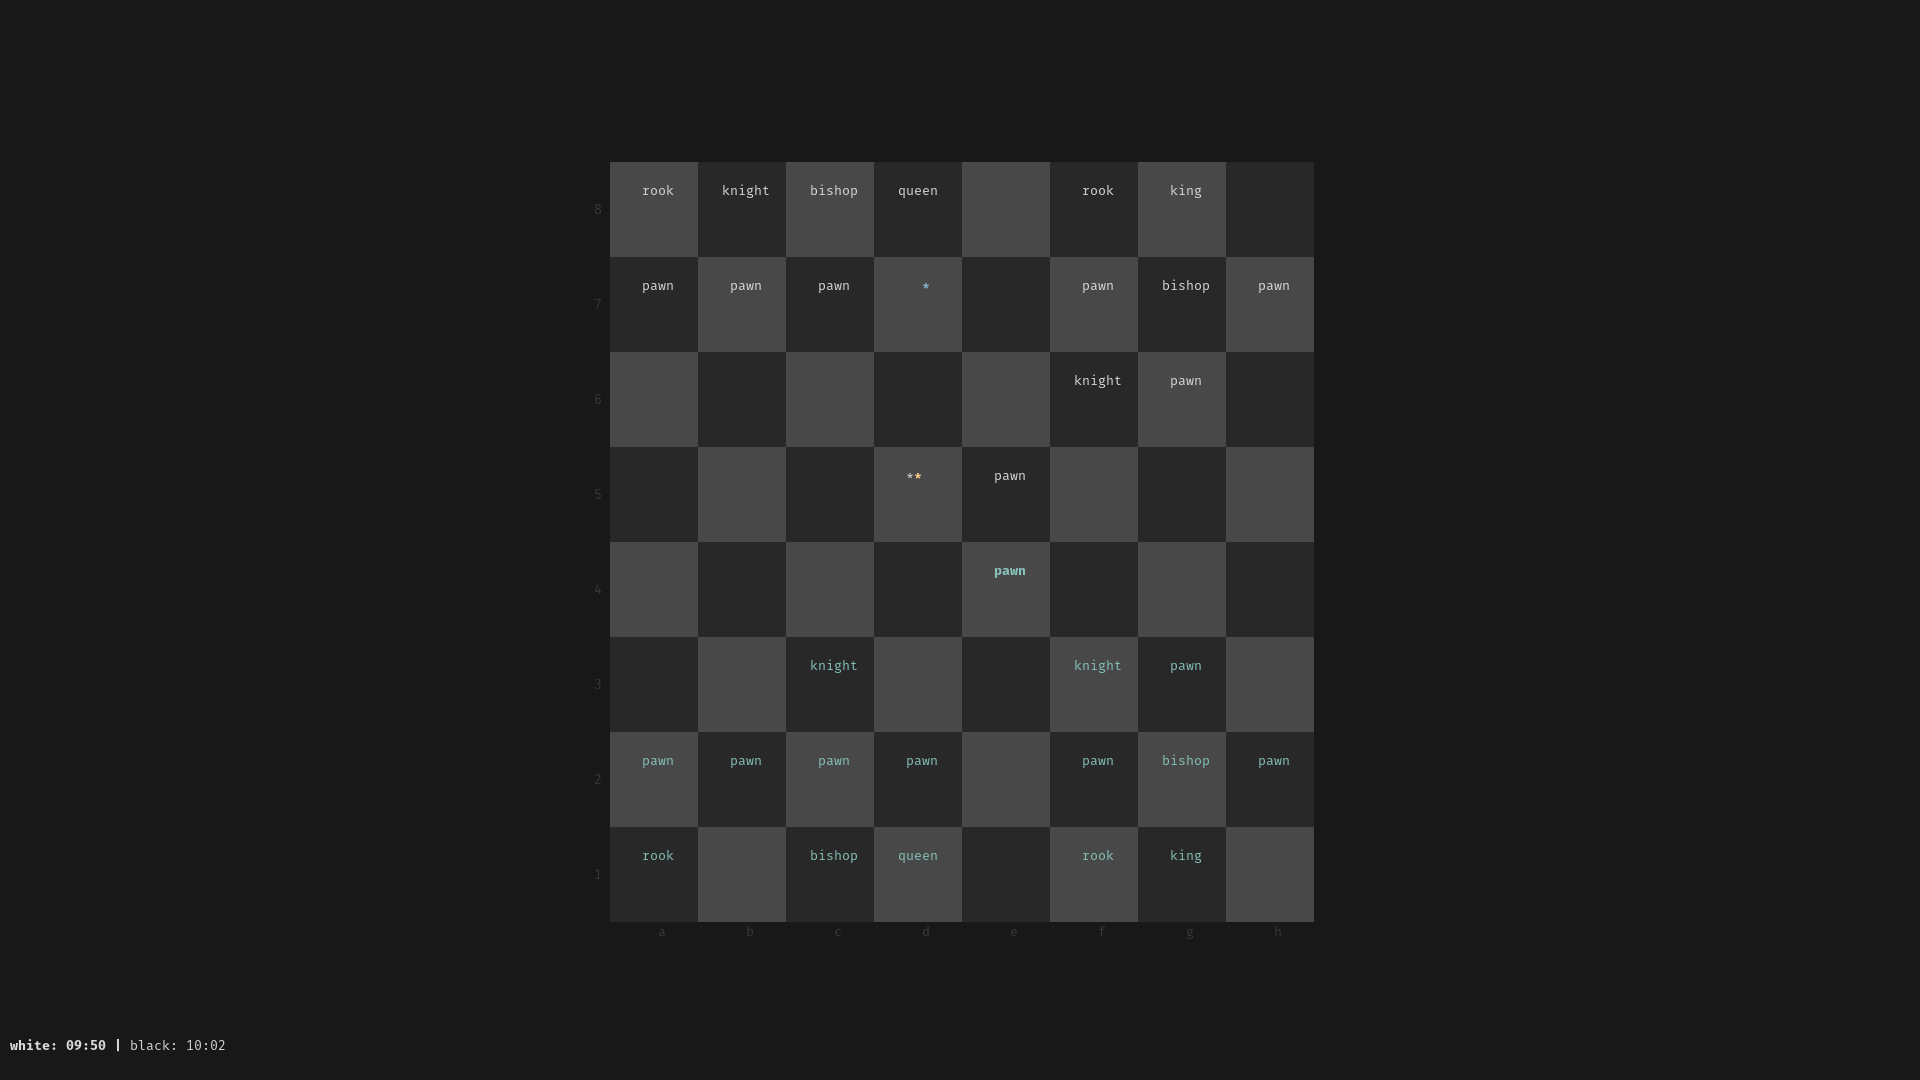 rook knight bishop queen rook king
8
pawn pawn pawn * pawn bishop pawn
7
knight pawn
6
** pawn
5
pawn
4
knight knight pawn
3
pawn pawn pawn pawn pawn bishop pawn
2
rook bishop queen rook king
1
a b c d e f g h
white: 09:50 | black: 10:02